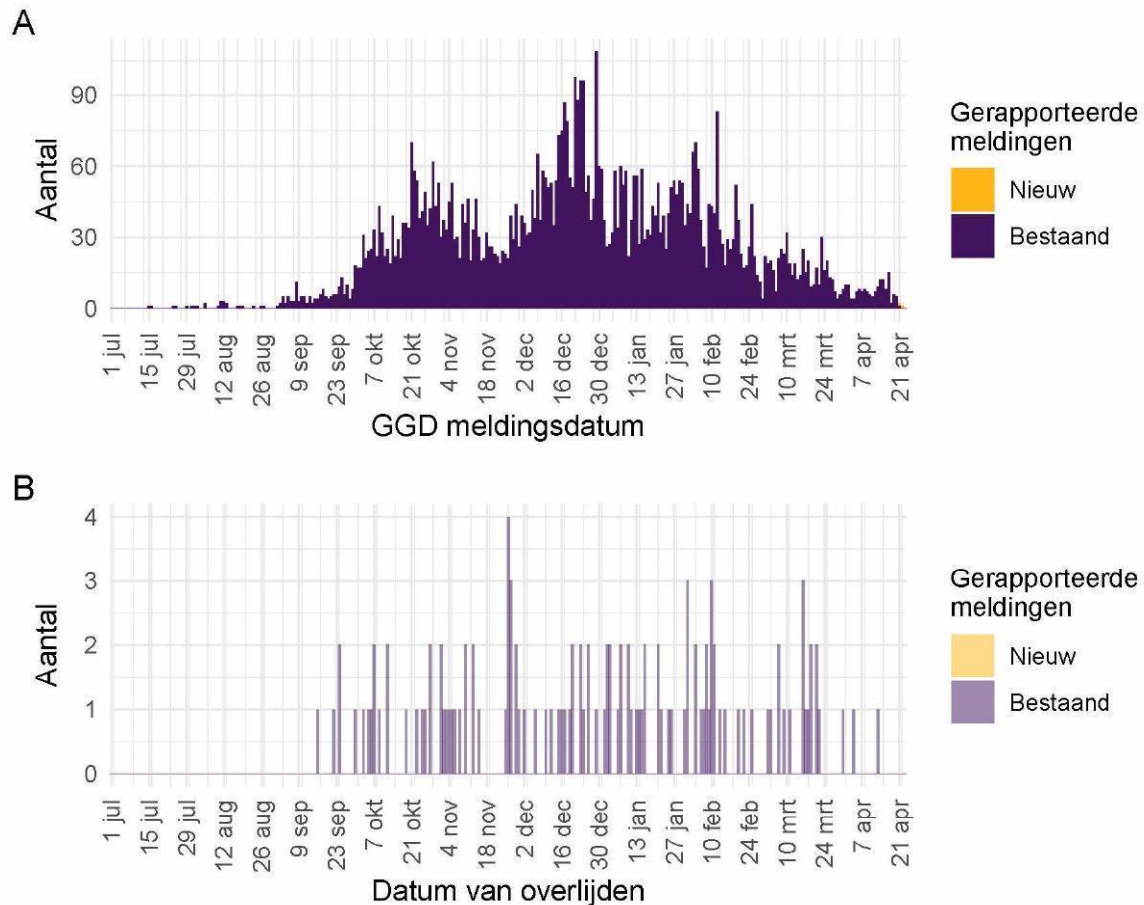 A
Aantal
90
60
30
0
1 jul
15 jul
29 jul
12 aug
26 aug
9 sep
23 sep
7 okt
21 okt
4 nov
18 nov
2 dec
16 dec
30 dec
13 jan
27 jan
10 feb
24 feb
10 mrt
24 mrt
7 apr
21 apr
GGD meldingsdatum
Gerapporteerde
meldingen
Nieuw
Bestaand
B
Aantal
4
3
2
1
0
1 jul
15 jul
29 jul
12 aug
26 aug
9 sep
23 sep
7 okt
21 okt
4 nov
18 nov
2 dec
16 dec
30 dec
13 jan
27 jan
10 feb
24 feb
10 mrt
24 mrt
7 apr
21 apr
Datum van overlijden
Gerapporteerde
meldingen
Nieuw
Bestaand